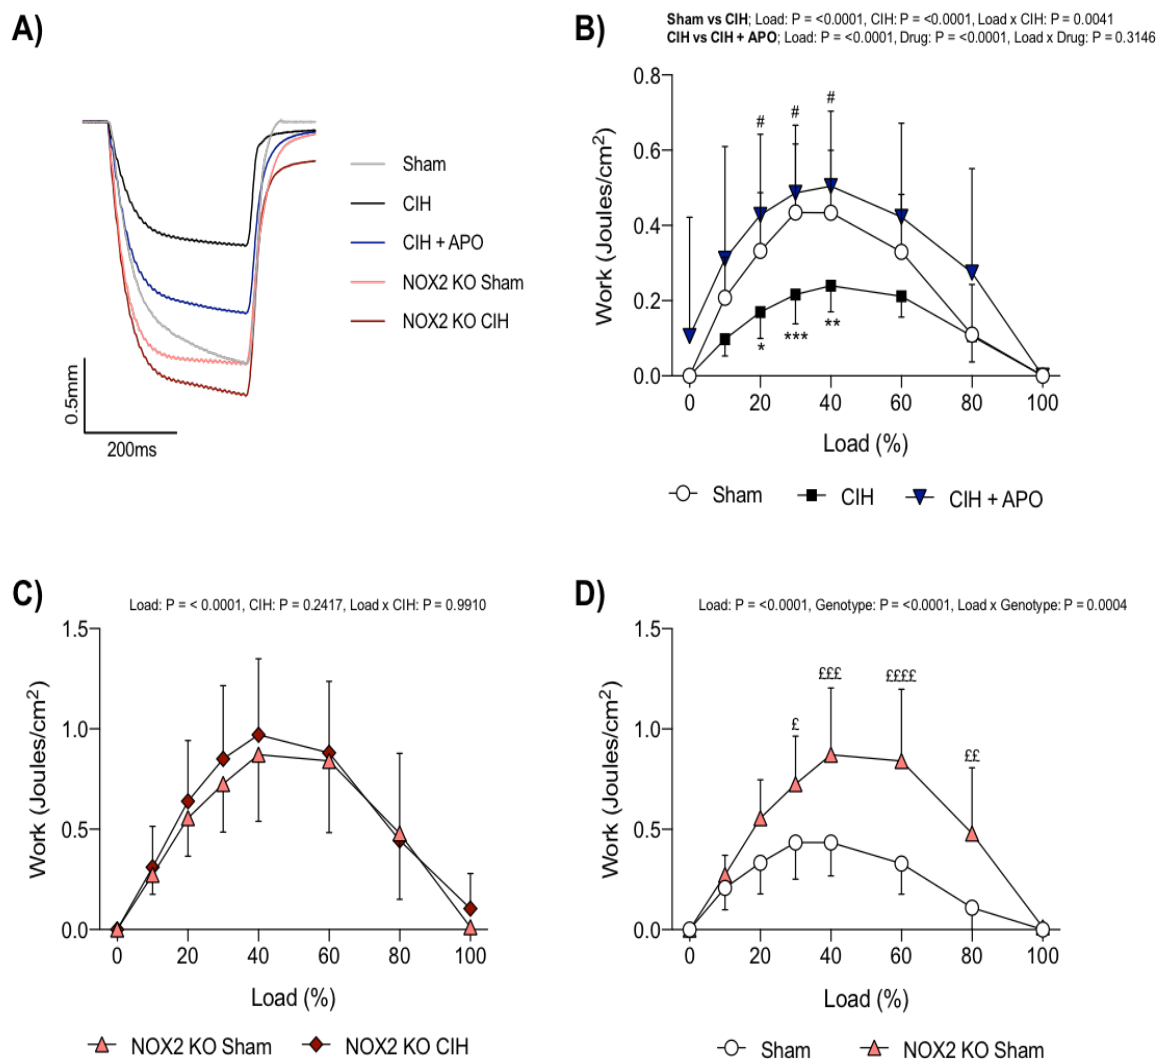 A)
Sham
CIH
CIH + APO
NOX2 KO Sham
NOX2 KO CIH
0.5mm
200ms
B)
Sham vs CIH; Load: P = <0.0001, CIH: P = <0.0001, Load x CIH: P = 0.0041
CIH vs CIH + APO; Load: P = <0.0001, Drug: P = <0.0001, Load x Drug: P = 0.3146
Work (Joules/cm²)
0.8
0.6
0.4
0.2
0.0
# # #
* *** **
0 20 40 60 80 100
Load (%)
Sham CIH CIH + APO
C)
Load: P = < 0.0001, CIH: P = 0.2417, Load x CIH: P = 0.9910
Work (Joules/cm²)
1.5
1.0
0.5
0.0
0 20 40 60 80 100
Load (%)
NOX2 KO Sham NOX2 KO CIH
D)
Load: P = <0.0001, Genotype: P = <0.0001, Load x Genotype: P = 0.0004
Work (Joules/cm²)
1.5
1.0
0.5
0.0
£ £££ ££££ ££
0 20 40 60 80 100
Load (%)
Sham NOX2 KO Sham